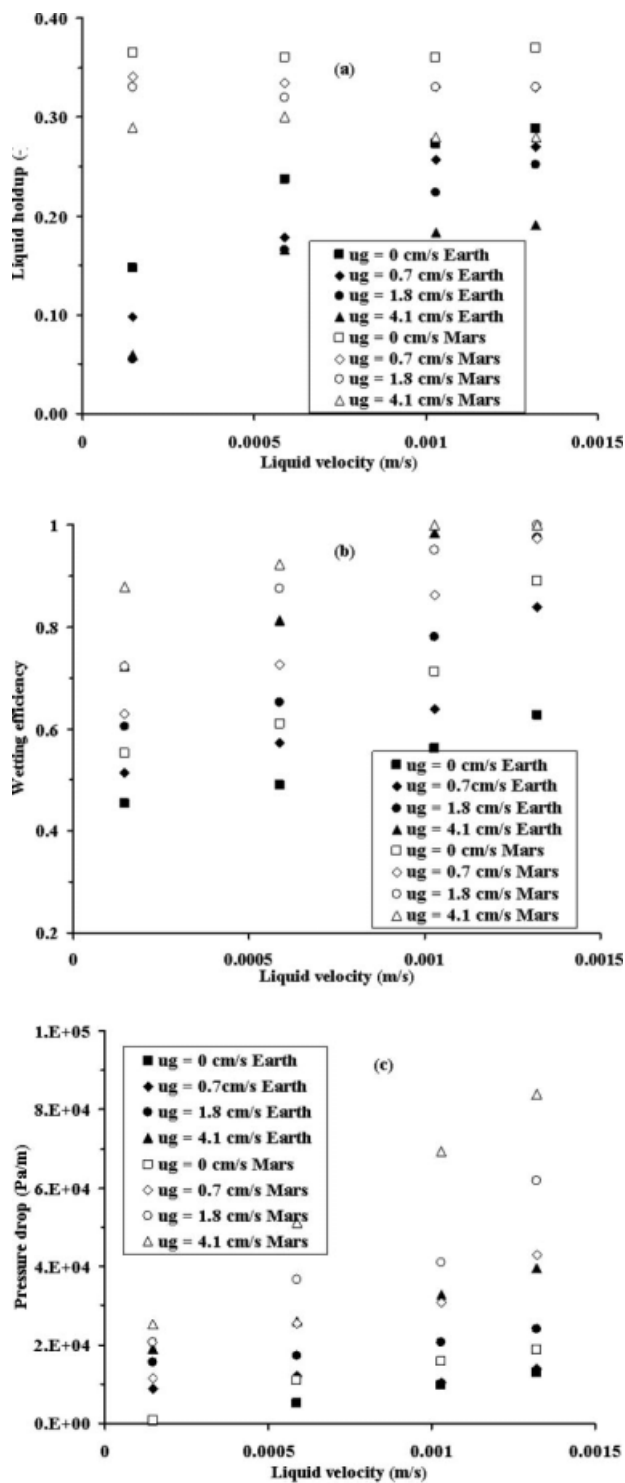 0.40
(a)
0.30
Liquid holdup (-
0.20
ug = 0 cm/s Earth
ug = 0.7 cm/s Earth
ug = 1.8 cm/s Earth
0.10
ug = 4.1 cm/s Earth
ug = 0 cm/s Mars
ug = 0.7 cm/s Mars
ug = 1.8 cm/s Mars
ug = 4.1 cm/s Mars
0.00
0 0.0005 0.001 0.0015
Liquid velocity (m/s)
1
(b)
0.8
Wetting efficiency
0.6
ug = 0 cm/s Earth
ug = 0.7cm/s Earth
ug = 1.8 cm/s Earth
0.4
ug = 4.1 cm/s Earth
ug = 0 cm/s Mars
ug = 0.7 cm/s Mars
ug = 1.8 cm/s Mars
ug = 4.1 cm/s Mars
0.2
0 0.0005 0.001 0.0015
Liquid velocity (m/s)
1.E+05
ug = 0 cm/s Earth
(c)
ug = 0.7cm/s Earth
8.E+04
ug = 1.8 cm/s Earth
ug = 4.1 cm/s Earth
ug = 0 cm/s Mars
6.E+04
ug = 0.7 cm/s Mars
ug = 1.8 cm/s Mars
ug = 4.1 cm/s Mars
Pressure drop (Pa/m)
4.E+04
2.E+04
0.E+00
0 0.0005 0.001 0.0015
Liquid velocity (m/s)